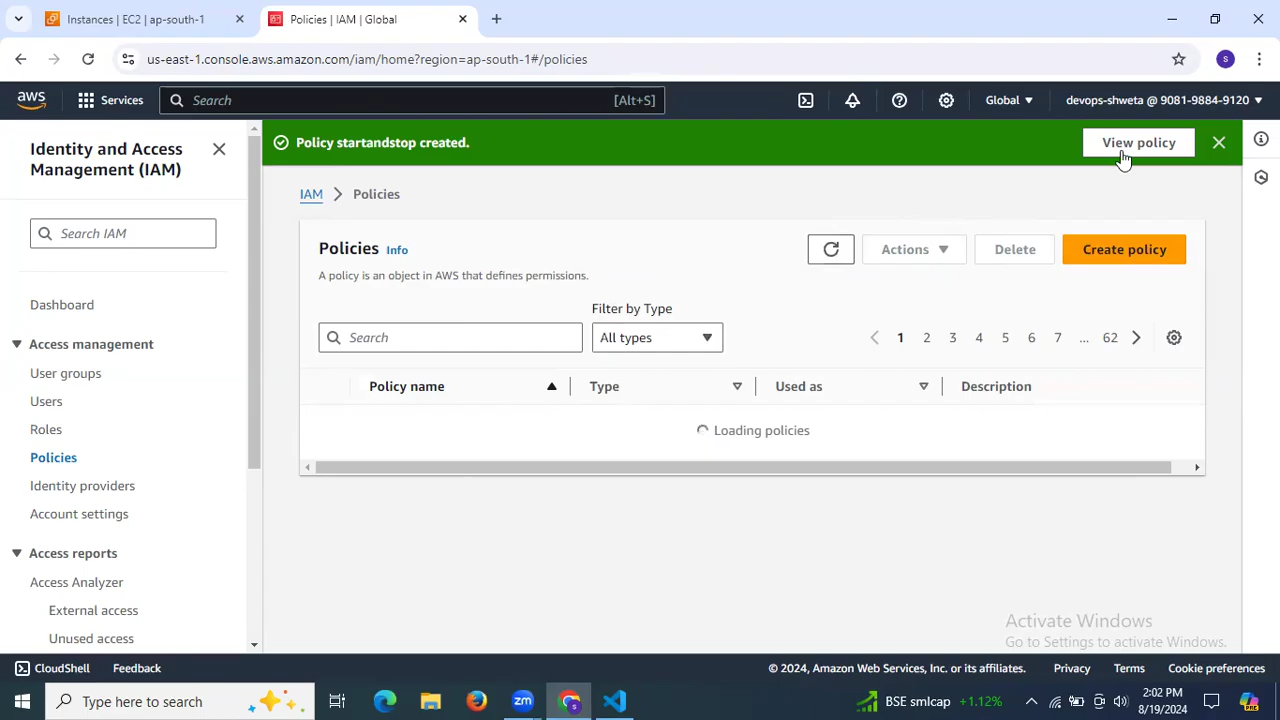 Instances | EC2 | ap-south-1
Policies | IAM | Global
us-east-1.console.aws.amazon.com/iam/home?region=ap-south-1#/policies
S
aws
Services
Search
[Alt+S]
Global
devops-shweta @ 9081-9884-9120
Identity and Access
Management (IAM)
Search IAM
Dashboard
Access management
User groups
Users
Roles
Policies
Identity providers
Account settings
Access reports
Access Analyzer
External access
Unused access
Policy startandstop created.
View policy
IAM
Policies
Policies Info
Actions
Delete
Create policy
A policy is an object in AWS that defines permissions.
Filter by Type
Search
All types
1 2 3 4 5 6 7 ... 62
Policy name
Type
Used as
Description
Loading policies
Activate Windows
Go to Settings to activate Windows.
CloudShell
Feedback
© 2024, Amazon Web Services, Inc. or its affiliates.
Privacy
Terms
Cookie preferences
Type here to search
zm
BSE smlcap +1.12%
2:02 PM
8/19/2024